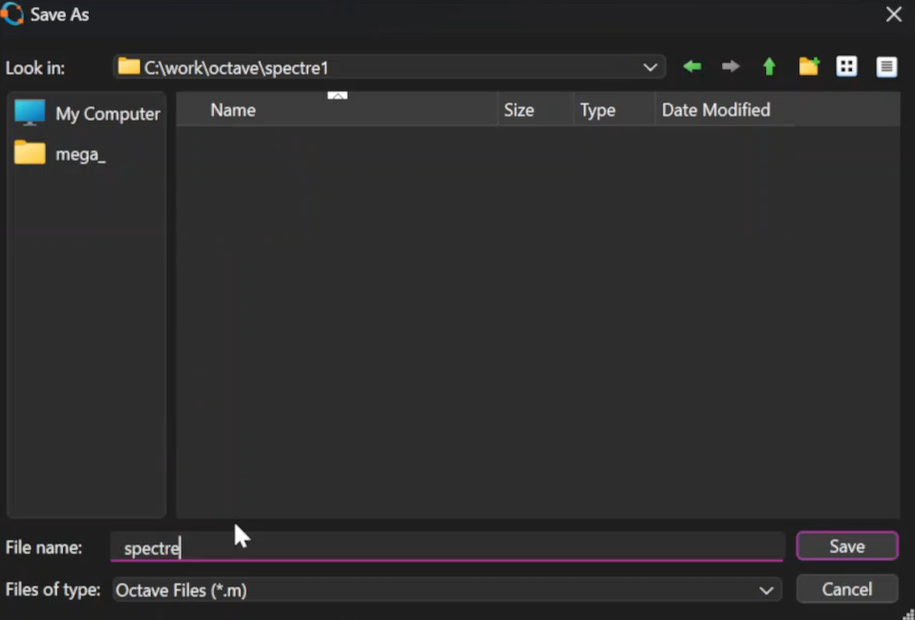 Save As
Look in: C:\work\octave\spectre1
My Computer
mega_
Name Size Type Date Modified
File name: spectre Save
Files of type: Octave Files (*.m) Cancel